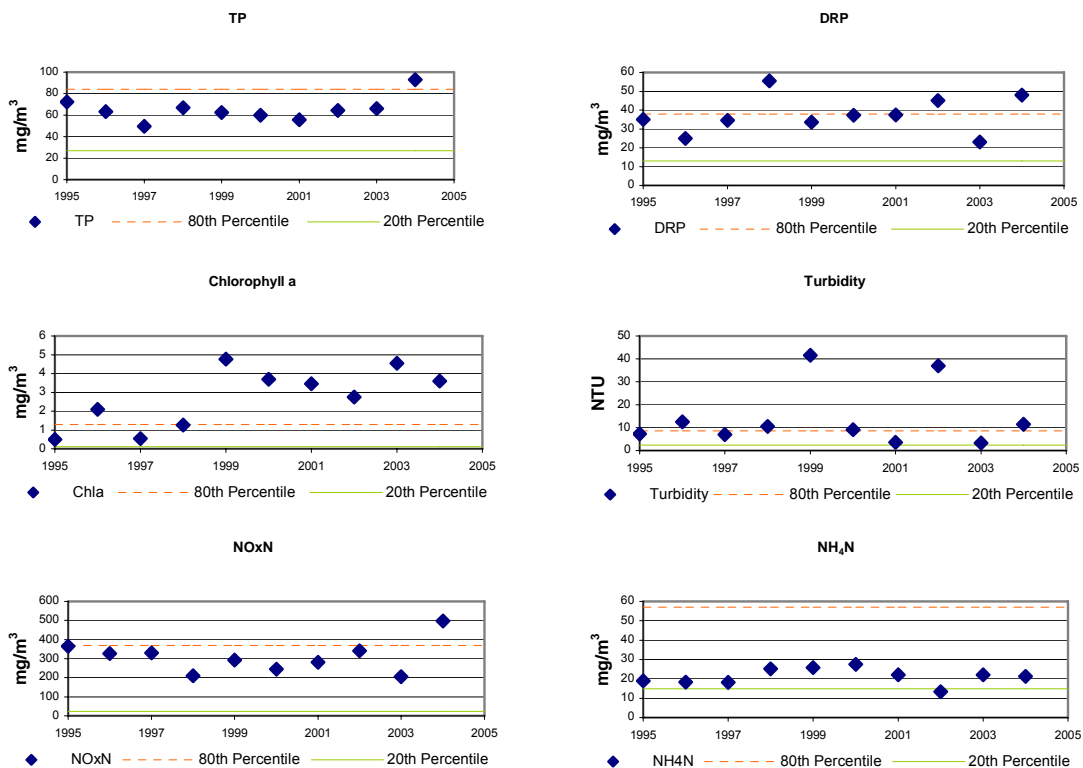 TP
mg/m³
100
80
60
40
20
0
1995 1997 1999 2001 2003 2005
TP 80th Percentile 20th Percentile
DRP
mg/m³
60
50
40
30
20
10
0
1995 1997 1999 2001 2003 2005
DRP 80th Percentile 20th Percentile
Chlorophyll a
mg/m³
6
5
4
3
2
1
0
1995 1997 1999 2001 2003 2005
Chla 80th Percentile 20th Percentile
Turbidity
NTU
50
40
30
20
10
0
1995 1997 1999 2001 2003 2005
Turbidity 80th Percentile 20th Percentile
NOxN
mg/m³
600
500
400
300
200
100
0
1995 1997 1999 2001 2003 2005
NOxN 80th Percentile 20th Percentile
NH₄N
mg/m³
60
50
40
30
20
10
0
1995 1997 1999 2001 2003 2005
NH4N 80th Percentile 20th Percentile